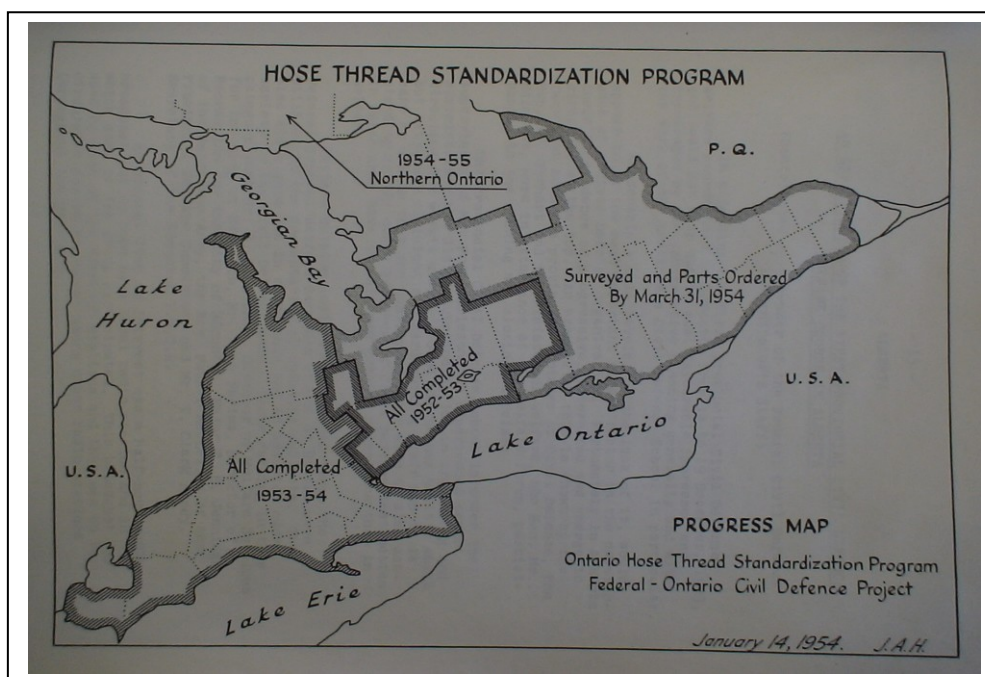 HOSE THREAD STANDARDIZATION PROGRAM
P. Q.
1954-55
Northern Ontario
Georgian Bay
Lake
Huron
Surveyed and Parts Ordered
By March 31, 1954
All Completed
1952-53
U. S. A.
Lake Ontario
U. S. A.
All Completed
1953-54
PROGRESS MAP
Ontario Hose Thread Standardization Program
Federal - Ontario Civil Defence Project
Lake Erie
January 14, 1954. J.A.H.